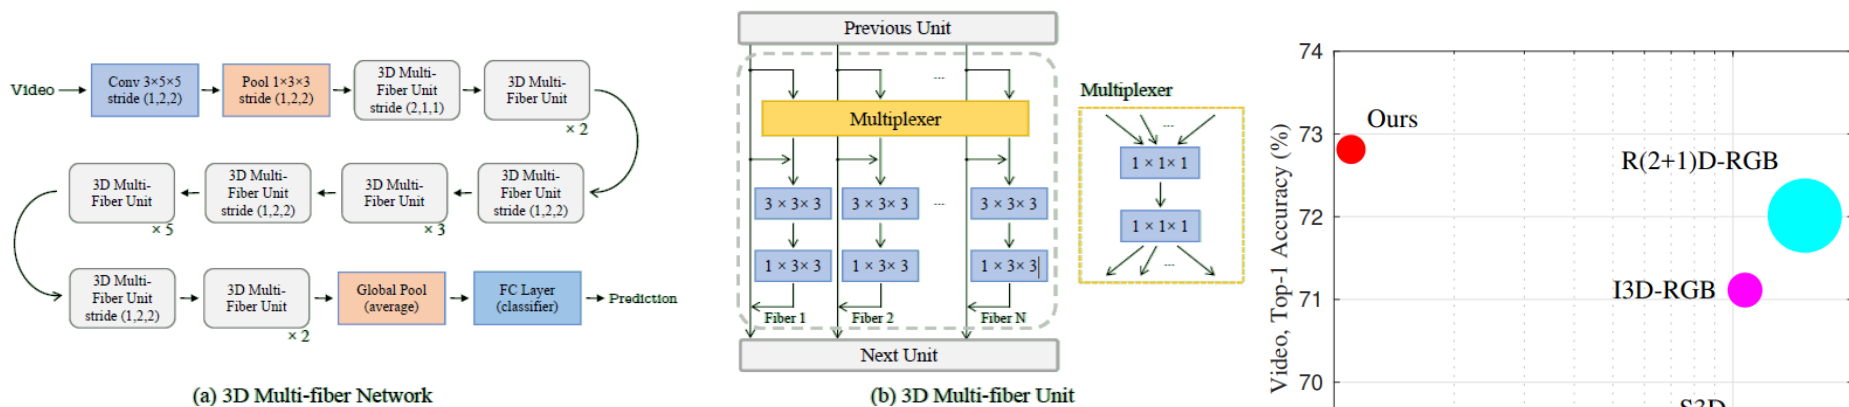 Video
Conv 3×5×5
stride (1,2,2)
Pool 1×3×3
stride (1,2,2)
3D Multi-
Fiber Unit
stride (2,1,1)
3D Multi-
Fiber Unit
× 2
3D Multi-
Fiber Unit
× 5
3D Multi-
Fiber Unit
stride (1,2,2)
3D Multi-
Fiber Unit
× 3
3D Multi-
Fiber Unit
stride (1,2,2)
3D Multi-
Fiber Unit
stride (1,2,2)
3D Multi-
Fiber Unit
× 2
Global Pool
(average)
FC Layer
(classifier)
Prediction
(a) 3D Multi-fiber Network
Previous Unit
...
Multiplexer
3 × 3× 3
3 × 3× 3
...
3 × 3× 3
1 × 3× 3
1 × 3× 3
1 × 3× 3
Fiber 1
Fiber 2
Fiber N
Next Unit
Multiplexer
...
1 × 1× 1
1 × 1× 1
...
(b) 3D Multi-fiber Unit
Video, Top-1 Accuracy (%)
74
73
72
71
70
Ours
R(2+1)D-RGB
I3D-RGB
S3D